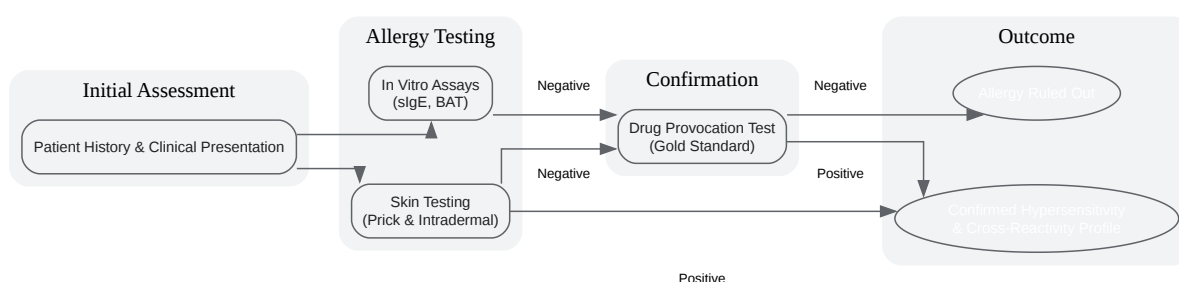 Initial Assessment
Patient History & Clinical Presentation
Allergy Testing
In Vitro Assays
(sIgE, BAT)
Skin Testing
(Prick & Intradermal)
Negative
Negative
Confirmation
Drug Provocation Test
(Gold Standard)
Negative
Positive
Positive
Outcome
Allergy Ruled Out
Confirmed Hypersensitivity
& Cross-Reactivity Profile